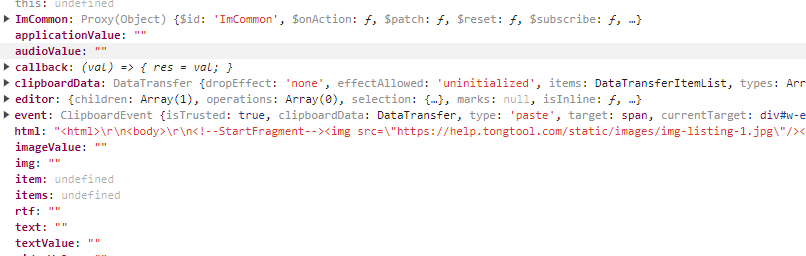 this: undefined
ImCommon: Proxy(Object) {$id: 'ImCommon', $onAction: ƒ, $patch: ƒ, $reset: ƒ, $subscribe: ƒ, …}
applicationValue: ""
audioValue: ""
callback: (val) => { res = val; }
clipboardData: DataTransfer {dropEffect: 'none', effectAllowed: 'uninitialized', items: DataTransferItemList, types: Arr
editor: {children: Array(1), operations: Array(0), selection: {…}, marks: null, isInline: ƒ, …}
event: ClipboardEvent {isTrusted: true, clipboardData: DataTransfer, type: 'paste', target: span, currentTarget: div#w-e
html: "<html>\r\n<body>\r\n<!--StartFragment--><img src=\"https://help.tongtool.com/static/images/img-listing-1.jpg\"/><
imageValue: ""
img: ""
item: undefined
items: undefined
rtf: ""
text: ""
textValue: ""